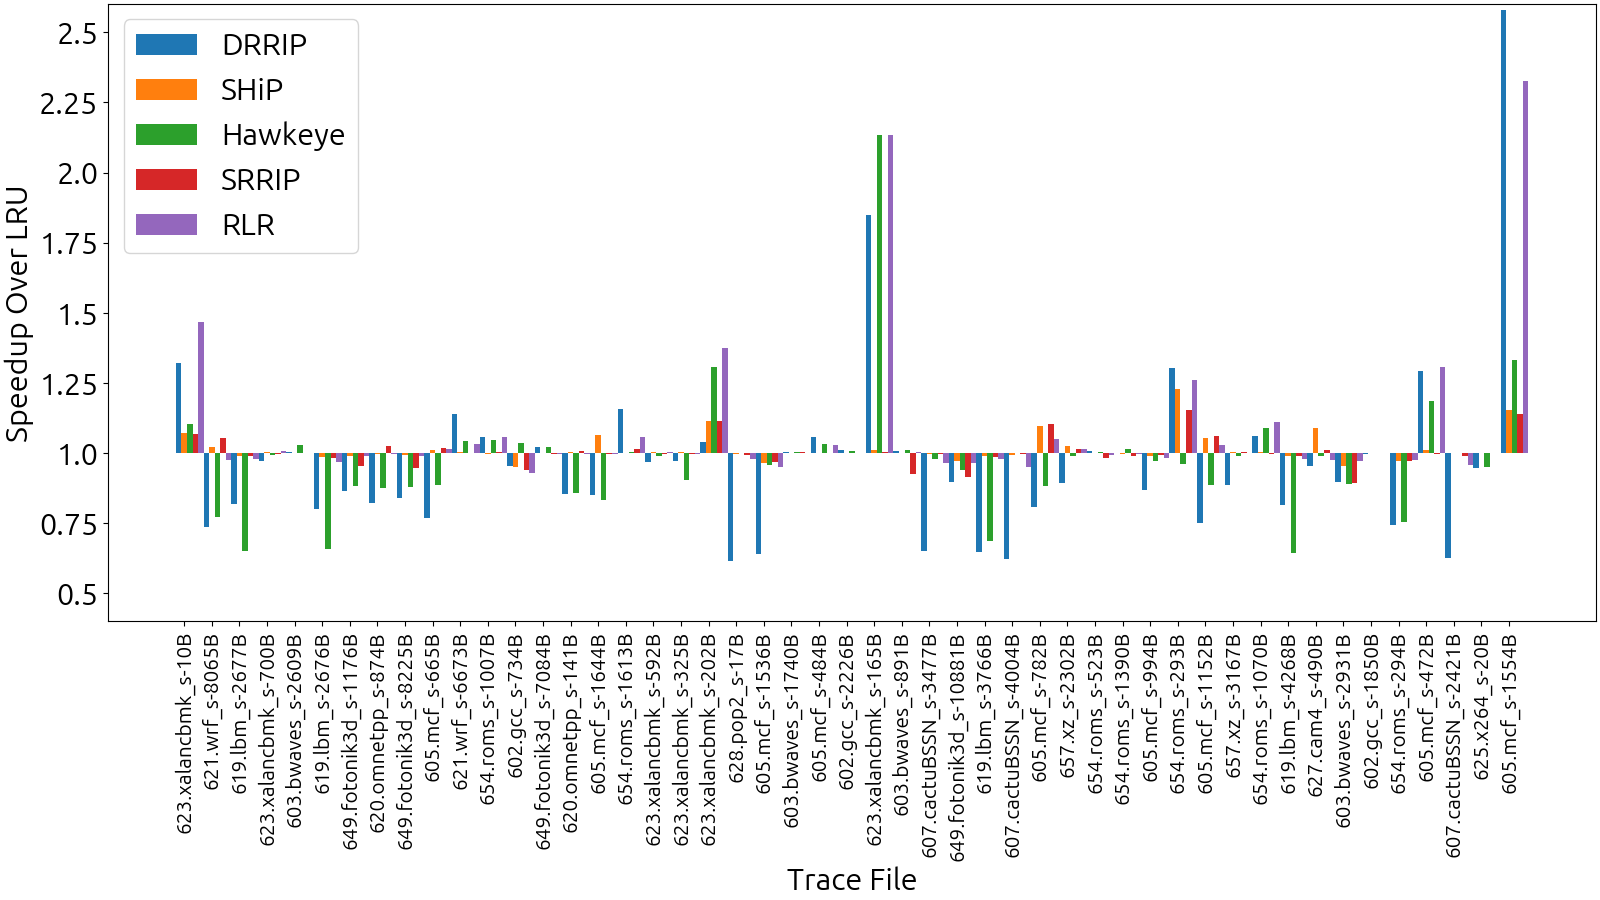 2.5
2.25
2.0
1.75
1.5
1.25
1.0
0.75
0.5
Speedup Over LRU
DRRIP
SHiP
Hawkeye
SRRIP
RLR
623.xalancbmk_s-10B
621.wrf_s-8065B
619.lbm_s-2677B
623.xalancbmk_s-700B
603.bwaves_s-2609B
619.lbm_s-2676B
649.fotonik3d_s-1176B
620.omnetpp_s-874B
649.fotonik3d_s-8225B
605.mcf_s-665B
621.wrf_s-6673B
654.roms_s-1007B
602.gcc_s-734B
649.fotonik3d_s-7084B
620.omnetpp_s-141B
605.mcf_s-1644B
654.roms_s-1613B
623.xalancbmk_s-592B
623.xalancbmk_s-325B
623.xalancbmk_s-202B
628.pop2_s-17B
605.mcf_s-1536B
603.bwaves_s-1740B
605.mcf_s-484B
602.gcc_s-2226B
623.xalancbmk_s-165B
603.bwaves_s-891B
607.cactuBSSN_s-3477B
649.fotonik3d_s-10881B
619.lbm_s-3766B
607.cactuBSSN_s-4004B
605.mcf_s-782B
657.xz_s-2302B
654.roms_s-523B
654.roms_s-1390B
605.mcf_s-994B
654.roms_s-293B
605.mcf_s-1152B
657.xz_s-3167B
654.roms_s-1070B
619.lbm_s-4268B
627.cam4_s-490B
603.bwaves_s-2931B
602.gcc_s-1850B
654.roms_s-294B
605.mcf_s-472B
607.cactuBSSN_s-2421B
625.x264_s-20B
605.mcf_s-1554B
Trace File